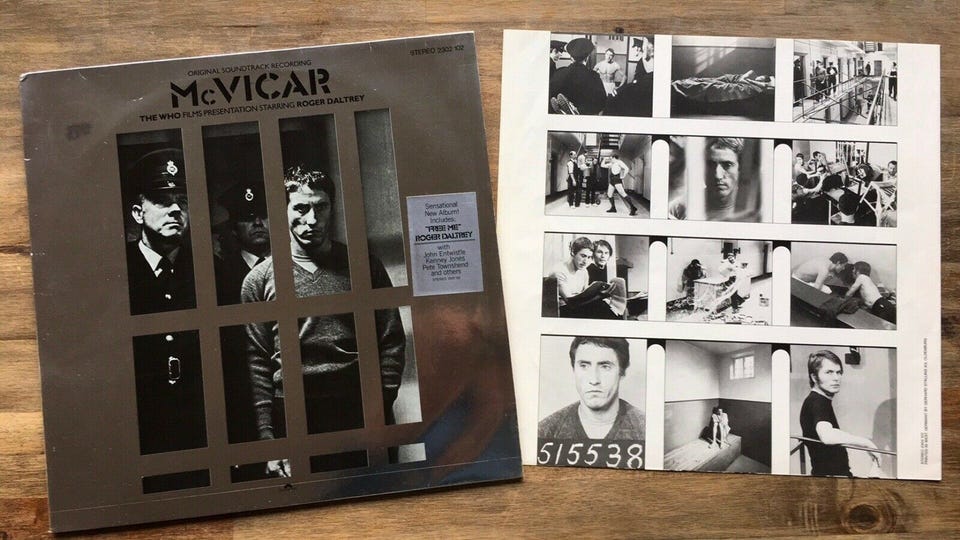 STEREO 2302 102
ORIGINAL SOUNDTRACK RECORDING
McVICAR
THE WHO FILMS PRESENTATION STARRING ROGER DALTREY
Sensational
New Album!
Includes:
"FREE ME"
ROGER DALTREY
with
John Entwistle
Kenney Jones
Pete Townshend
and others
515538